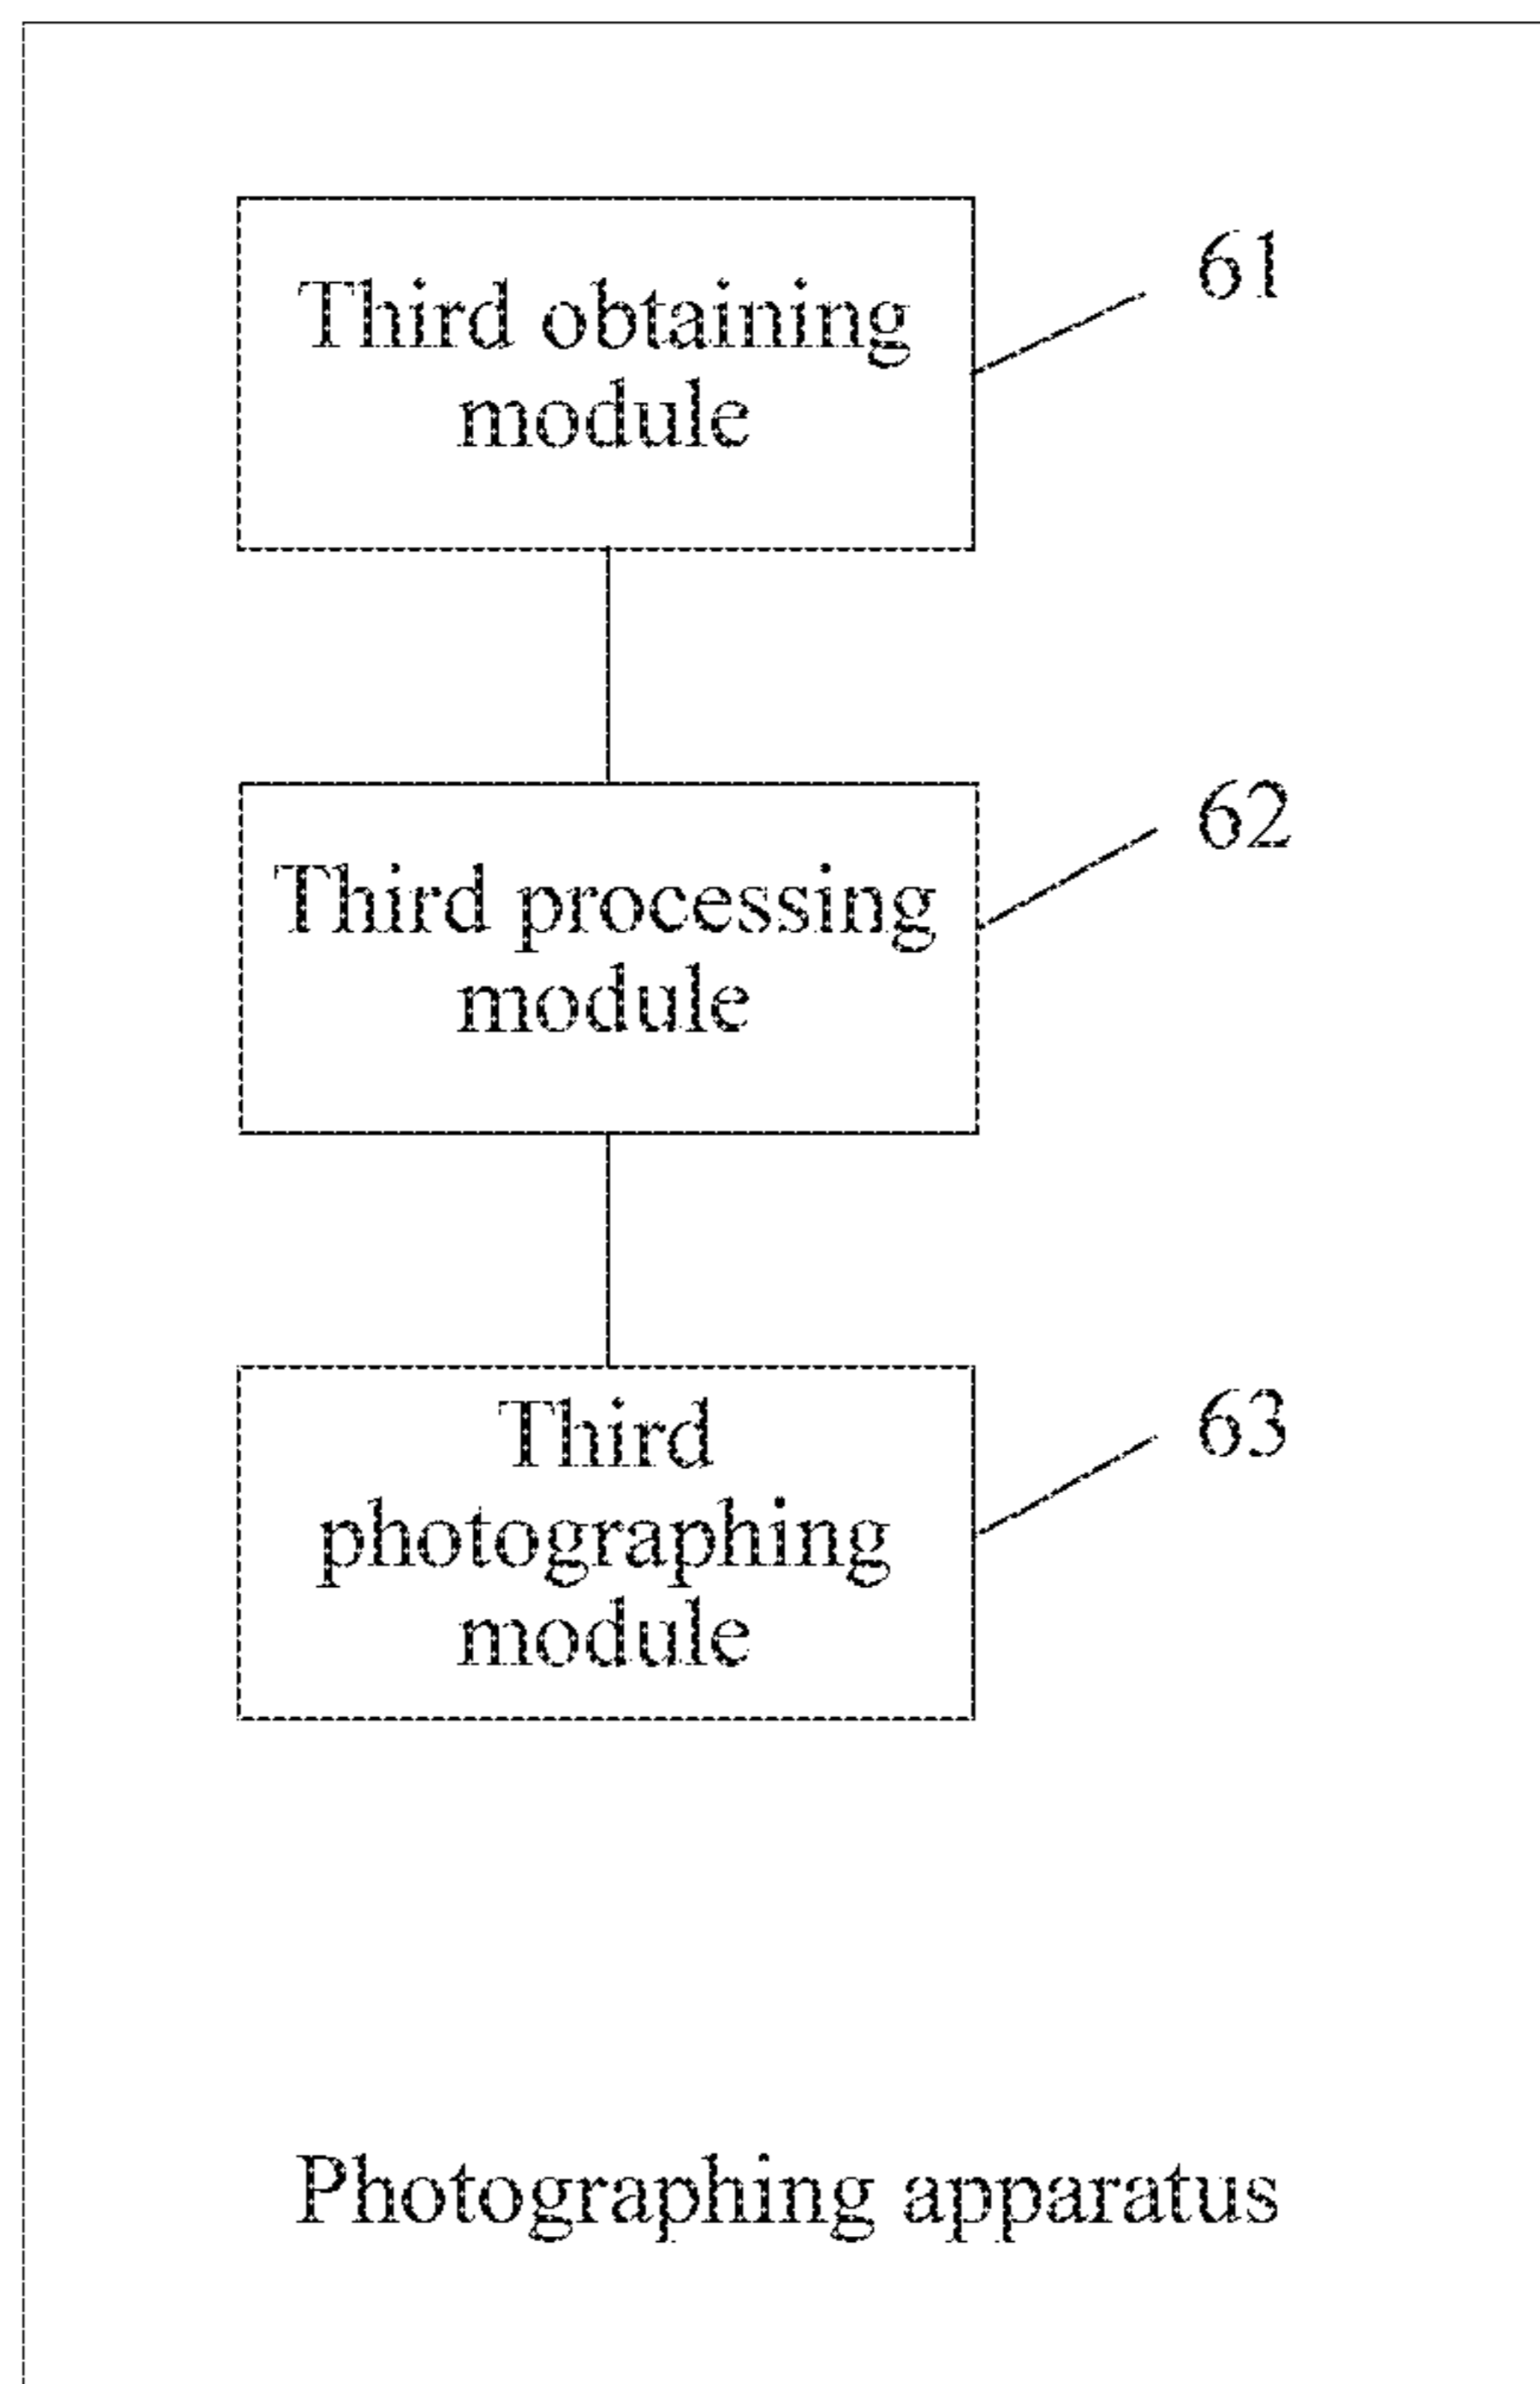 Third obtaining
module
61
Third processing
module
62
Third
photographing
module
63
Photographing apparatus